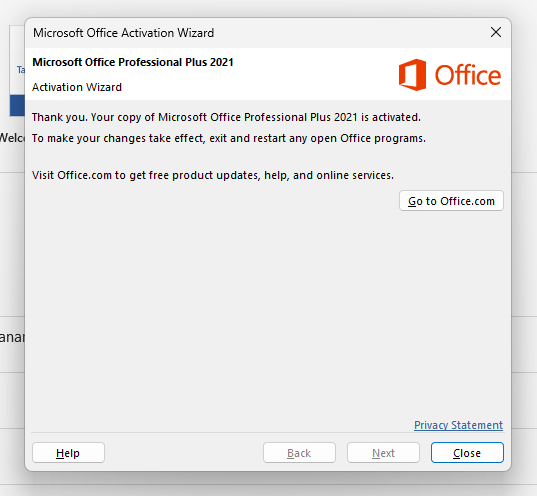 Microsoft Office Activation Wizard
Microsoft Office Professional Plus 2021
Activation Wizard
Office
Ta
Welco
Thank you. Your copy of Microsoft Office Professional Plus 2021 is activated.
To make your changes take effect, exit and restart any open Office programs.
Visit Office.com to get free product updates, help, and online services.
Go to Office.com
anar
Privacy Statement
Help
Back
Next
Close